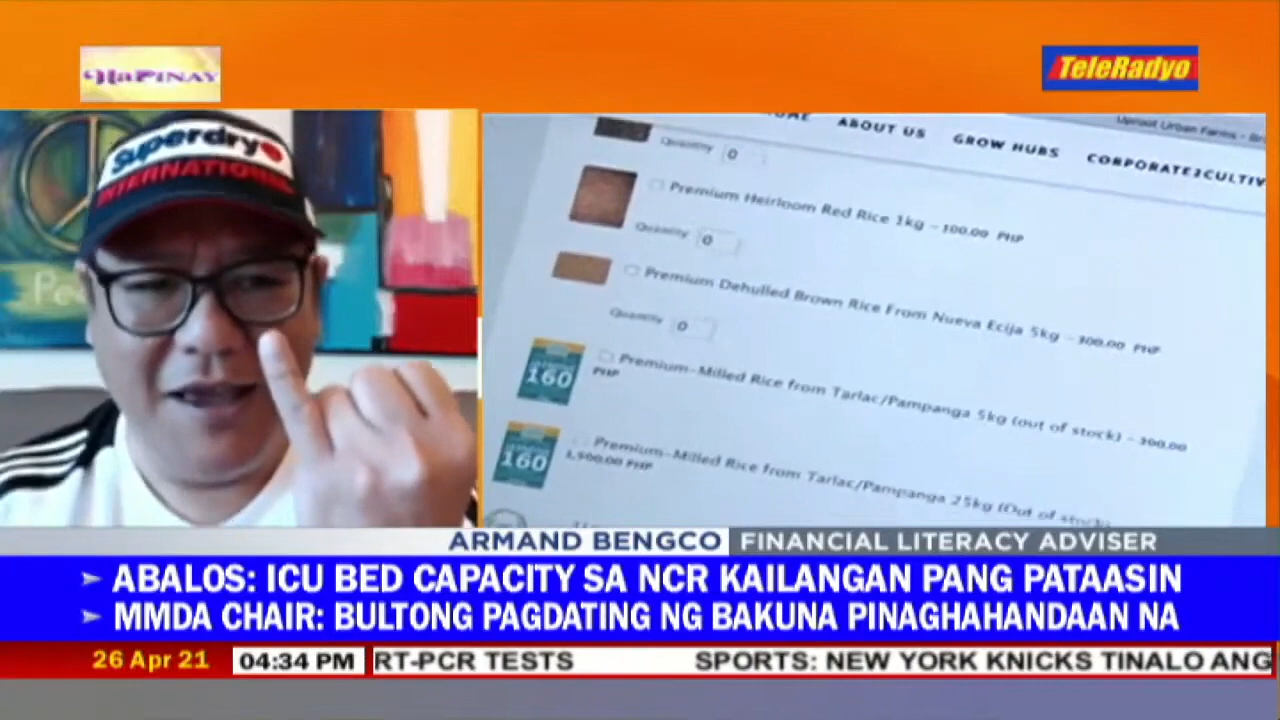 HaPINAY
TeleRadyo
Superdry
INTERNATIONAL
Uproot Urban Farms -
ABOUT US
GROW HUBS
Quantity 0
Premium Heirloom Red Rice 1kg – 100.00 PHP
Quantity 0
Premium Dehulled Brown Rice From Nueva Ecija 5kg – 300.00 PHP
Quantity 0
160
Premium-Milled Rice from Tarlac/Pampanga 5kg (out of stock) – 300.00
PHP
160
Premium-Milled Rice from Tarlac/Pampanga 25kg (Out of stock)
1,500.00 PHP
ARMAND BENGCO FINANCIAL LITERACY ADVISER
➣ ABALOS: ICU BED CAPACITY SA NCR KAILANGAN PANG PATAASIN
➣ MMDA CHAIR: BULTONG PAGDATING NG BAKUNA PINAGHAHANDAAN NA
26 Apr 21 04:34 PM RT-PCR TESTS SPORTS: NEW YORK KNICKS TINALO ANG